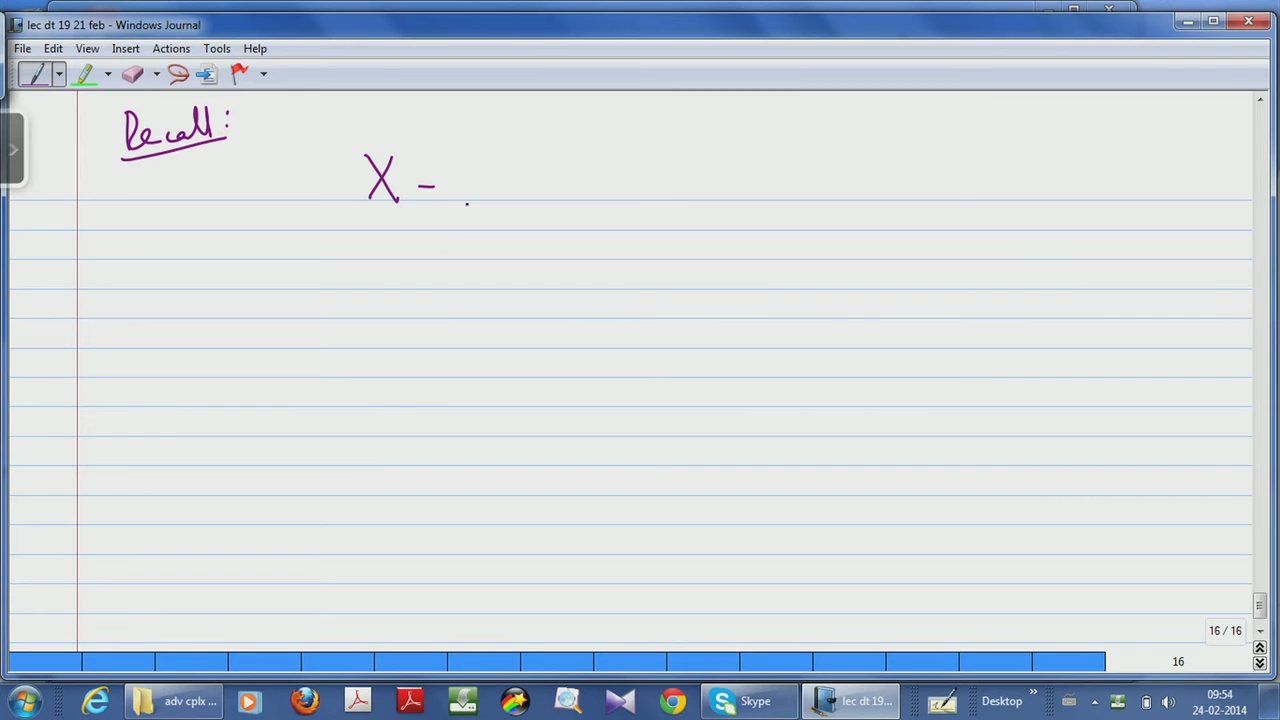 lec dt 19 21 feb - Windows Journal
File Edit View Insert Actions Tools Help
Recall:
X -
16 / 16
16
adv cplx ...
Skype
lec dt 19...
Desktop
09:54
24-02-2014